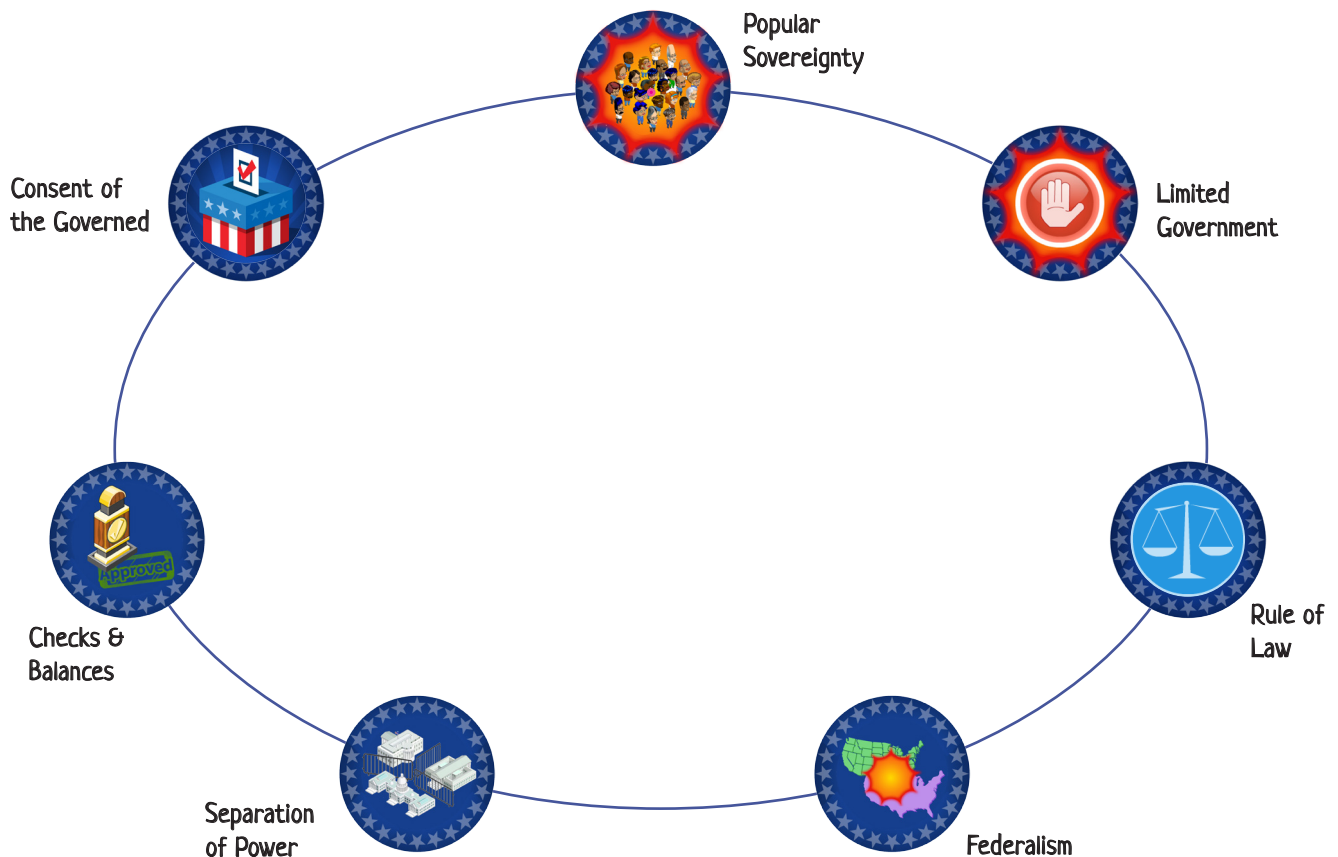 Popular
Sovereignty
Consent of
the Governed
Limited
Government
Approved
Checks &
Balances
Rule of
Law
Separation
of Power
Federalism